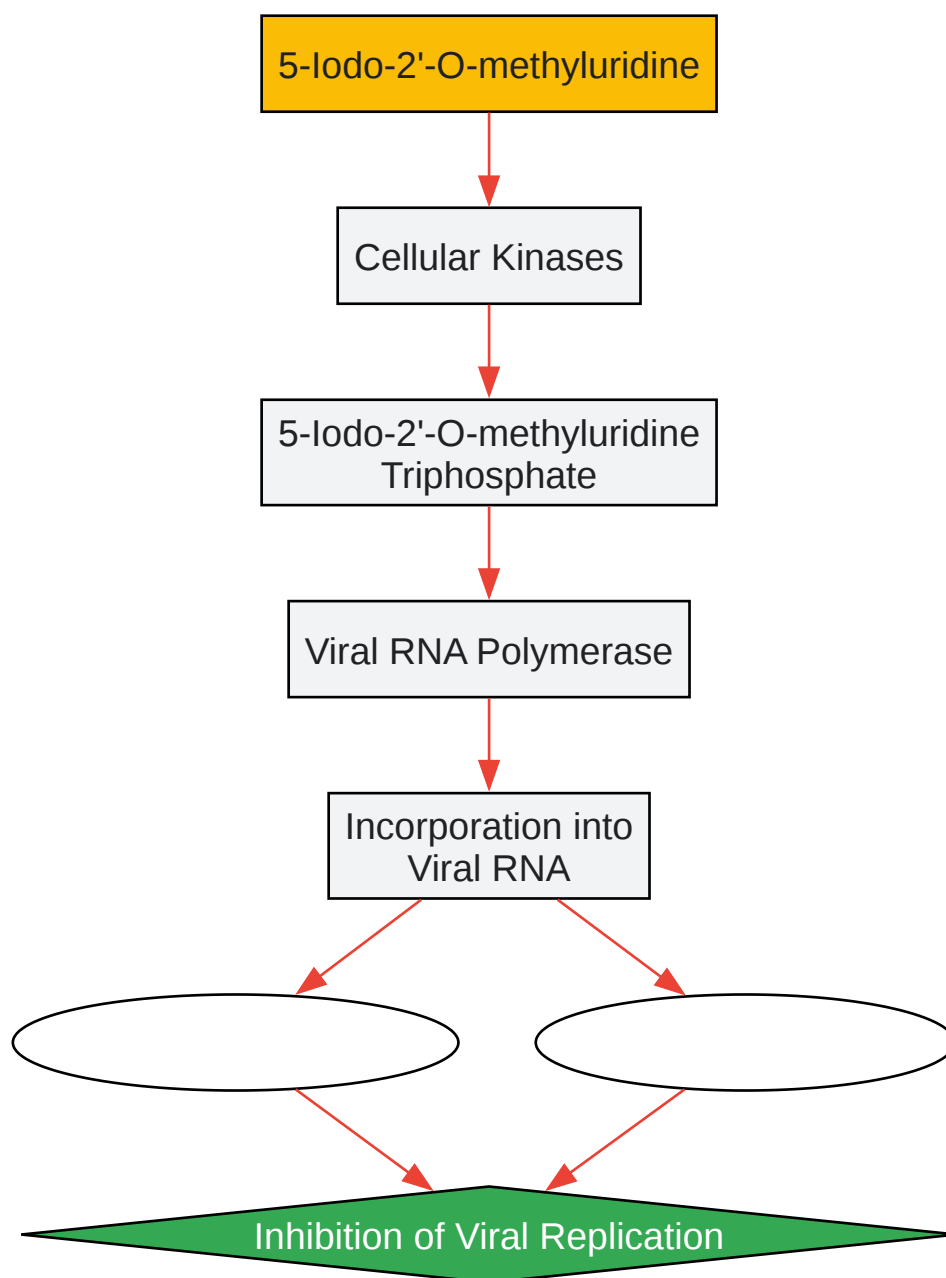 5-Iodo-2'-O-methyluridine
Cellular Kinases
5-Iodo-2'-O-methyluridine
Triphosphate
Viral RNA Polymerase
Incorporation into
Viral RNA
Inhibition of Viral Replication